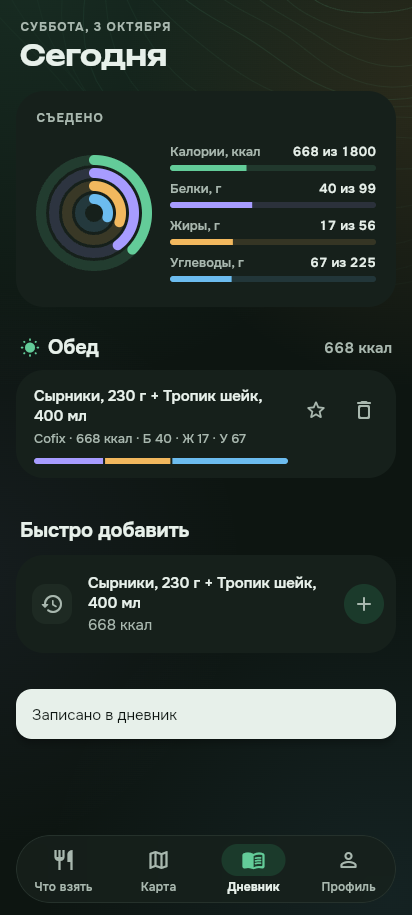 СУББОТА, 3 ОКТЯБРЯ
Сегодня
СЪЕДЕНО
Калории, ккал 668 из 1800
Белки, г 40 из 99
Жиры, г 17 из 56
Углеводы, г 67 из 225
Обед 668 ккал
Сырники, 230 г + Тропик шейк,
400 мл
Cofix · 668 ккал · Б 40 · Ж 17 · У 67
Быстро добавить
Сырники, 230 г + Тропик шейк,
400 мл
668 ккал
Записано в дневник
Что взять Карта Дневник Профиль